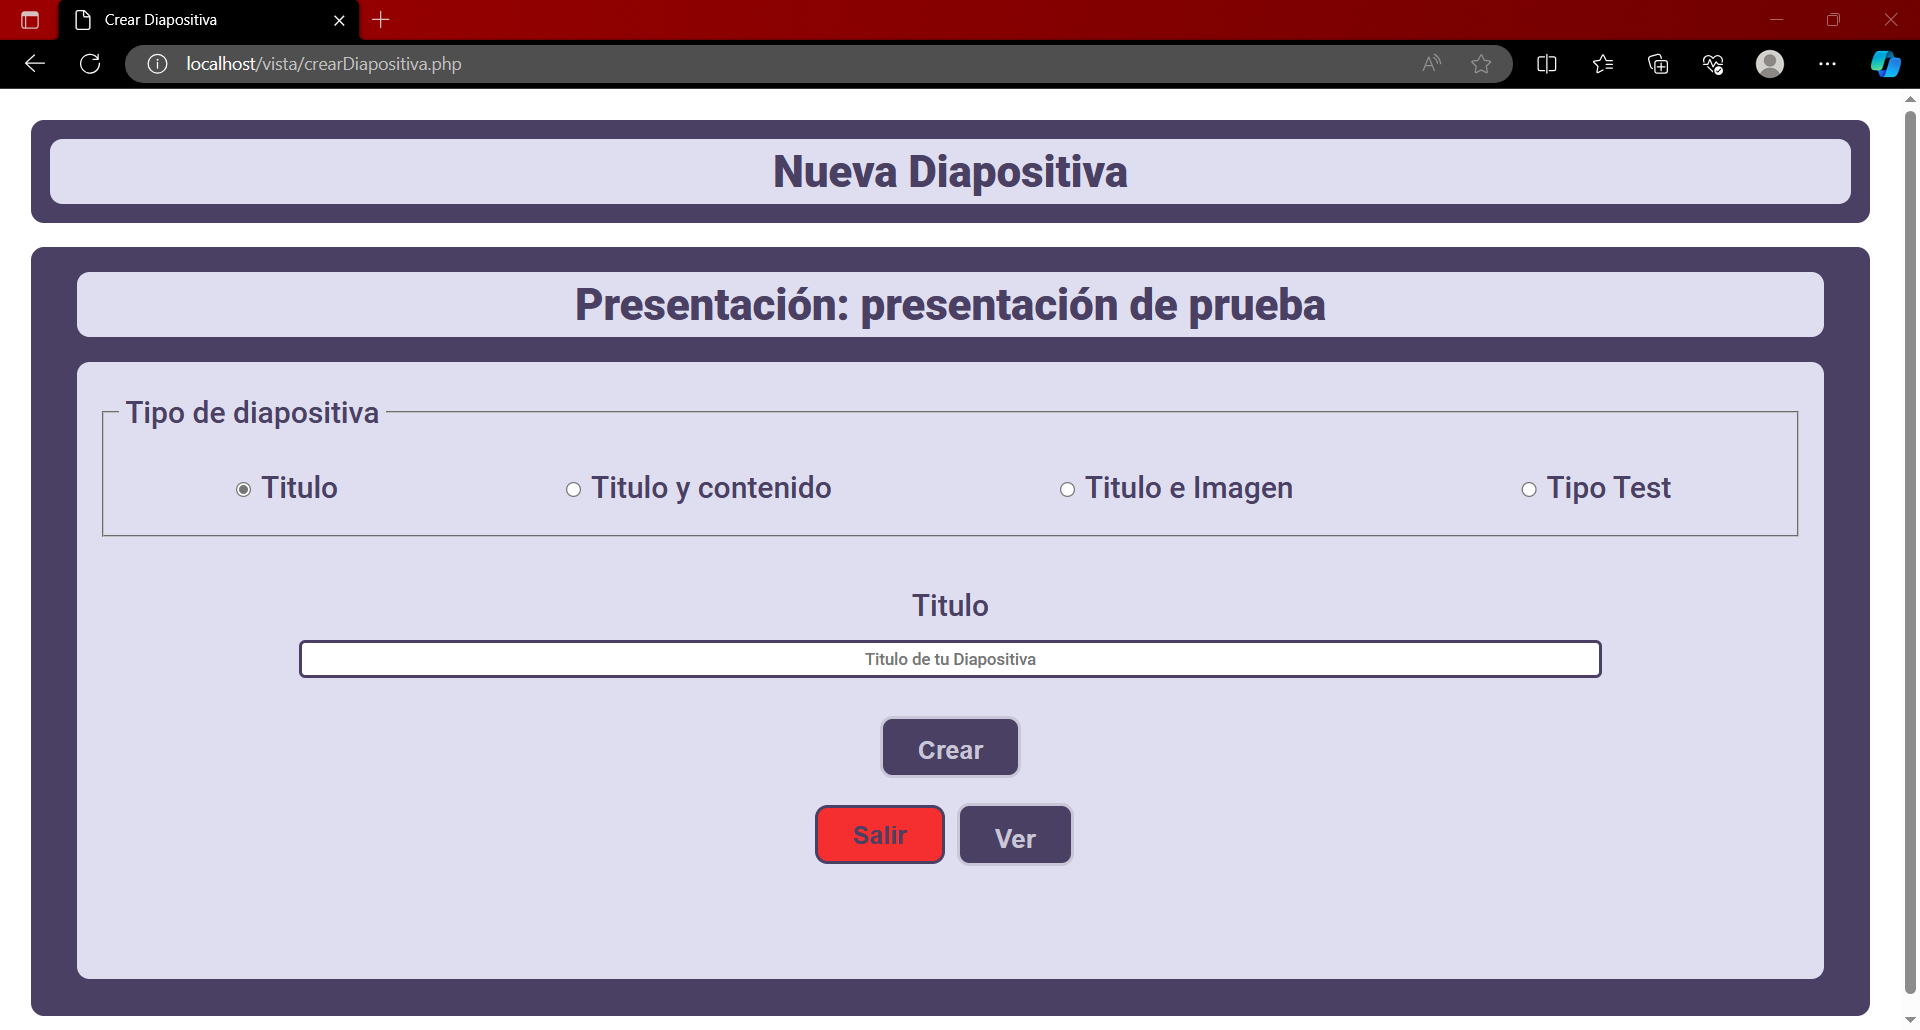 Crear Diapositiva
localhost/vista/crearDiapositiva.php
Nueva Diapositiva
Presentación: presentación de prueba
Tipo de diapositiva
Titulo Titulo y contenido Titulo e Imagen Tipo Test
Titulo
Titulo de tu Diapositiva
Crear
Salir Ver